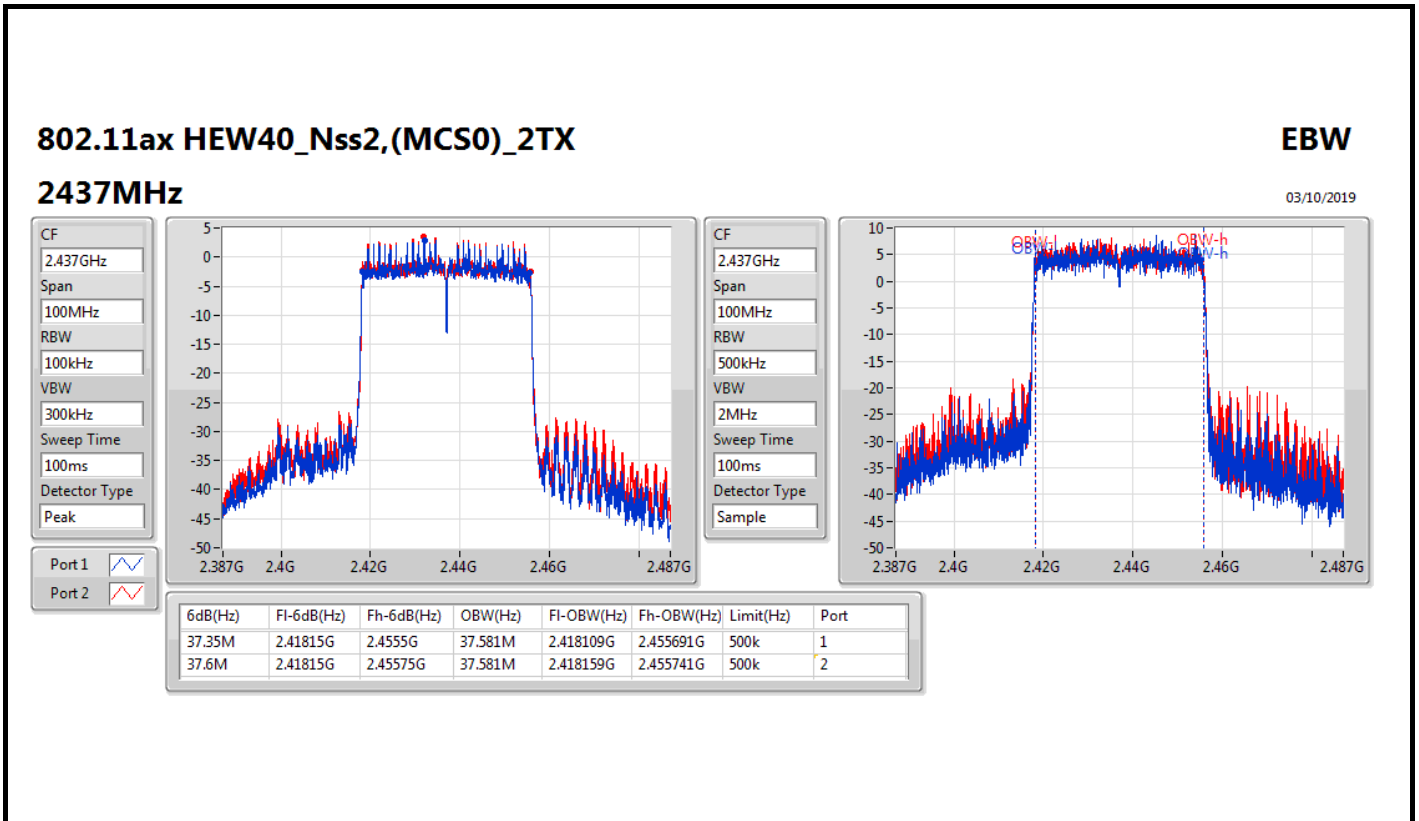 802.11ax HEW40_Nss2,(MCS0)_2TX
EBW
2437MHz
03/10/2019
CF
2.437GHz
Span
100MHz
RBW
100kHz
VBW
300kHz
Sweep Time
100ms
Detector Type
Peak
Port 1
Port 2
5
0
-5
-10
-15
-20
-25
-30
-35
-40
-45
-50
2.387G 2.4G 2.42G 2.44G 2.46G 2.487G
CF
2.437GHz
Span
100MHz
RBW
500kHz
VBW
2MHz
Sweep Time
100ms
Detector Type
Sample
10
5
0
-5
-10
-15
-20
-25
-30
-35
-40
-45
-50
OBW-h
2.387G 2.4G 2.42G 2.44G 2.46G 2.487G
6dB(Hz) Fl-6dB(Hz) Fh-6dB(Hz) OBW(Hz) Fl-OBW(Hz) Fh-OBW(Hz) Limit(Hz) Port
37.35M 2.41815G 2.4555G 37.581M 2.418109G 2.455691G 500k 1
37.6M 2.41815G 2.45575G 37.581M 2.418159G 2.455741G 500k 2